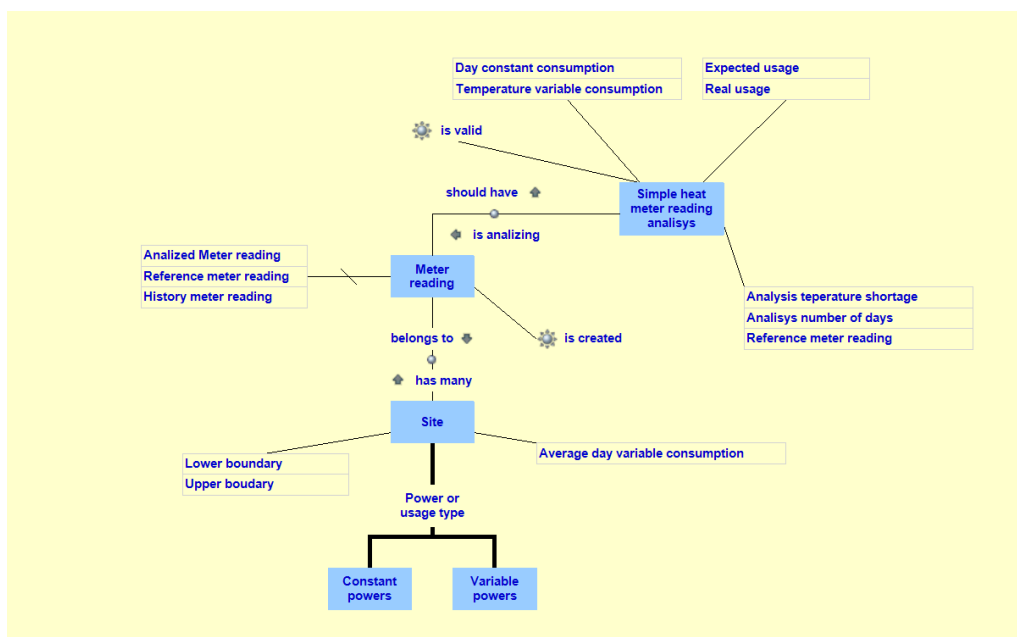 Day constant consumption
Temperature variable consumption
Expected usage
Real usage
is valid
should have
Simple heat
meter reading
analisys
is analizing
Analized Meter reading
Reference meter reading
History meter reading
Meter
reading
Analysis teperature shortage
Analisys number of days
Reference meter reading
belongs to
is created
has many
Site
Lower boundary
Upper boudary
Average day variable consumption
Power or
usage type
Constant
powers
Variable
powers